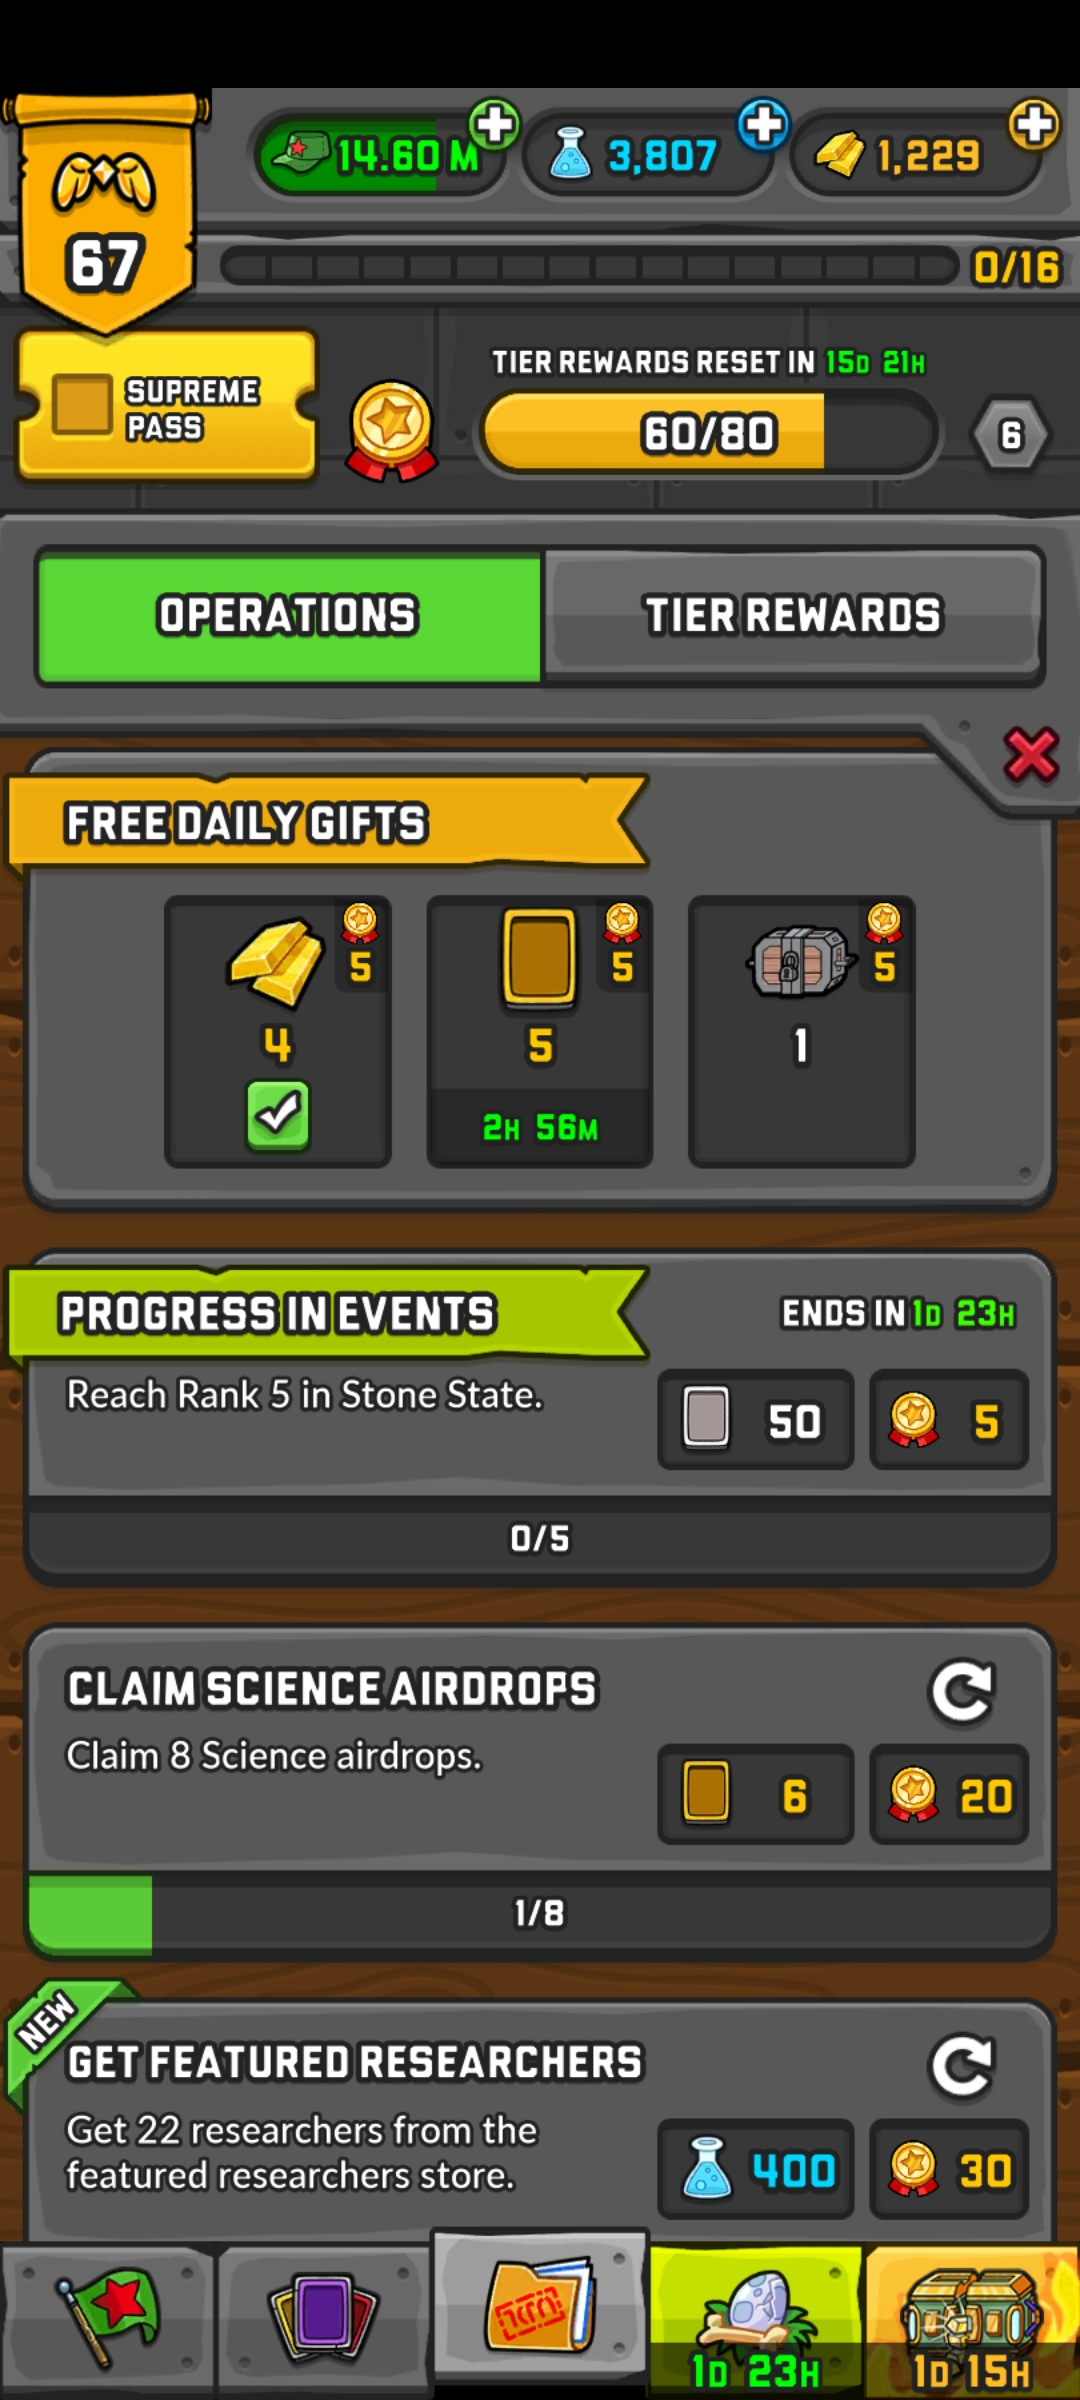 14.60 M
3,807
1,229
67
0/16
SUPREME
PASS
TIER REWARDS RESET IN 15D 21H
60/80
6
OPERATIONS
TIER REWARDS
FREE DAILY GIFTS
5
5
5
4
5
1
2H 56M
PROGRESS IN EVENTS
ENDS IN 1D 23H
Reach Rank 5 in Stone State.
50
5
0/5
CLAIM SCIENCE AIRDROPS
Claim 8 Science airdrops.
6
20
1/8
NEW
GET FEATURED RESEARCHERS
Get 22 researchers from the
featured researchers store.
400
30
1D 23H
1D 15H